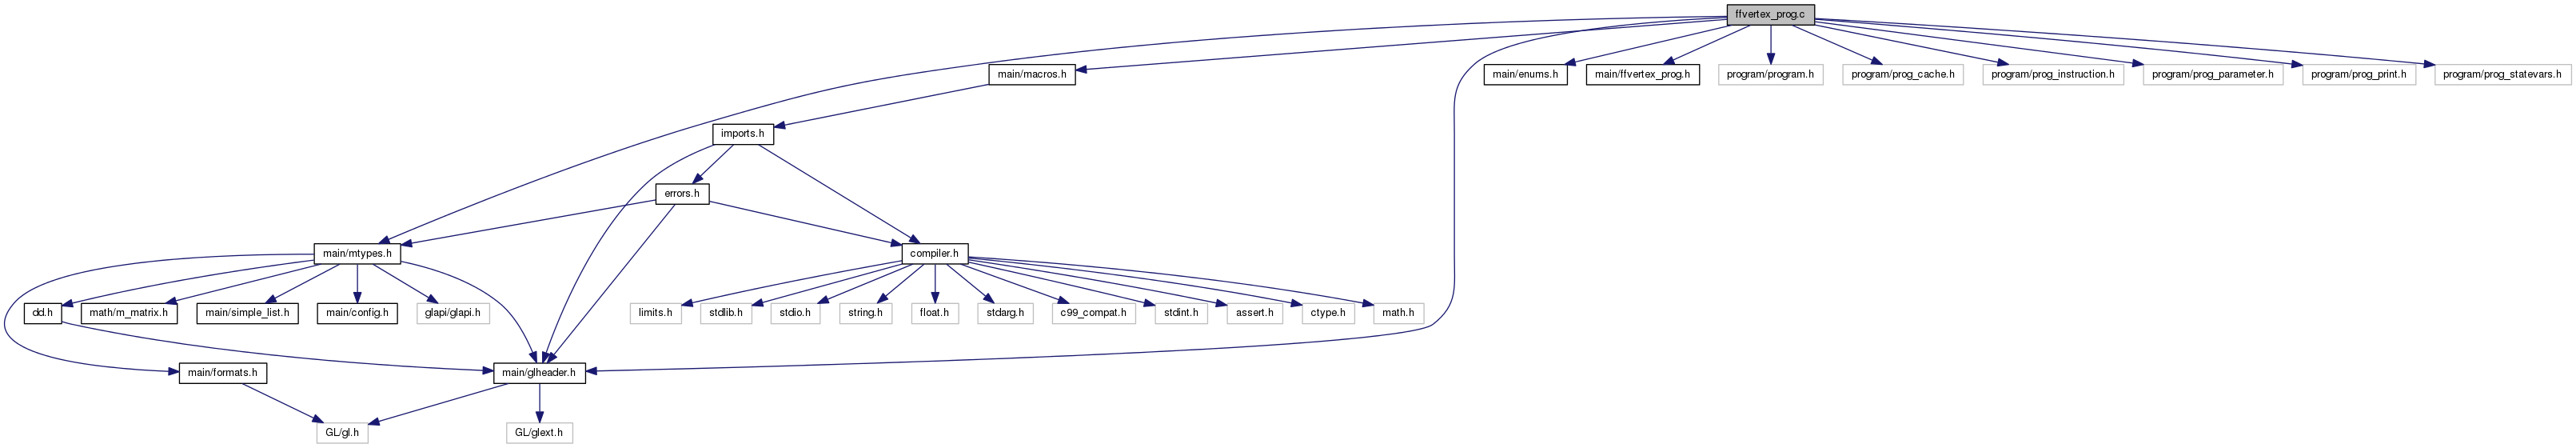 ffvertex_prog.c
main/macros.h
main/enums.h
main/ffvertex_prog.h
program/program.h
program/prog_cache.h
program/prog_instruction.h
program/prog_parameter.h
program/prog_print.h
program/prog_statevars.h
imports.h
errors.h
main/mtypes.h
compiler.h
dd.h
math/m_matrix.h
main/simple_list.h
main/config.h
glapi/glapi.h
limits.h
stdlib.h
stdio.h
string.h
float.h
stdarg.h
c99_compat.h
stdint.h
assert.h
ctype.h
math.h
main/formats.h
main/glheader.h
GL/gl.h
GL/glext.h